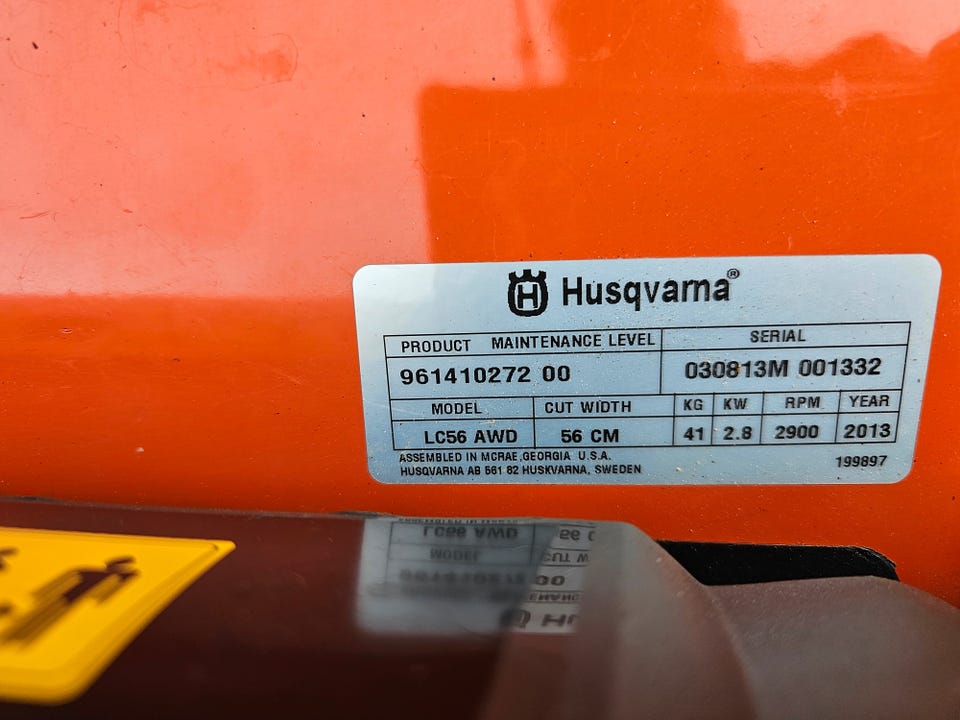 Husqvarna®
PRODUCT MAINTENANCE LEVEL SERIAL
961410272 00 030813M 001332
MODEL CUT WIDTH KG KW RPM YEAR
LC56 AWD 56 CM 41 2.8 2900 2013
ASSEMBLED IN MCRAE, GEORGIA U.S.A.
HUSQVARNA AB 561 82 HUSKVARNA, SWEDEN 199897